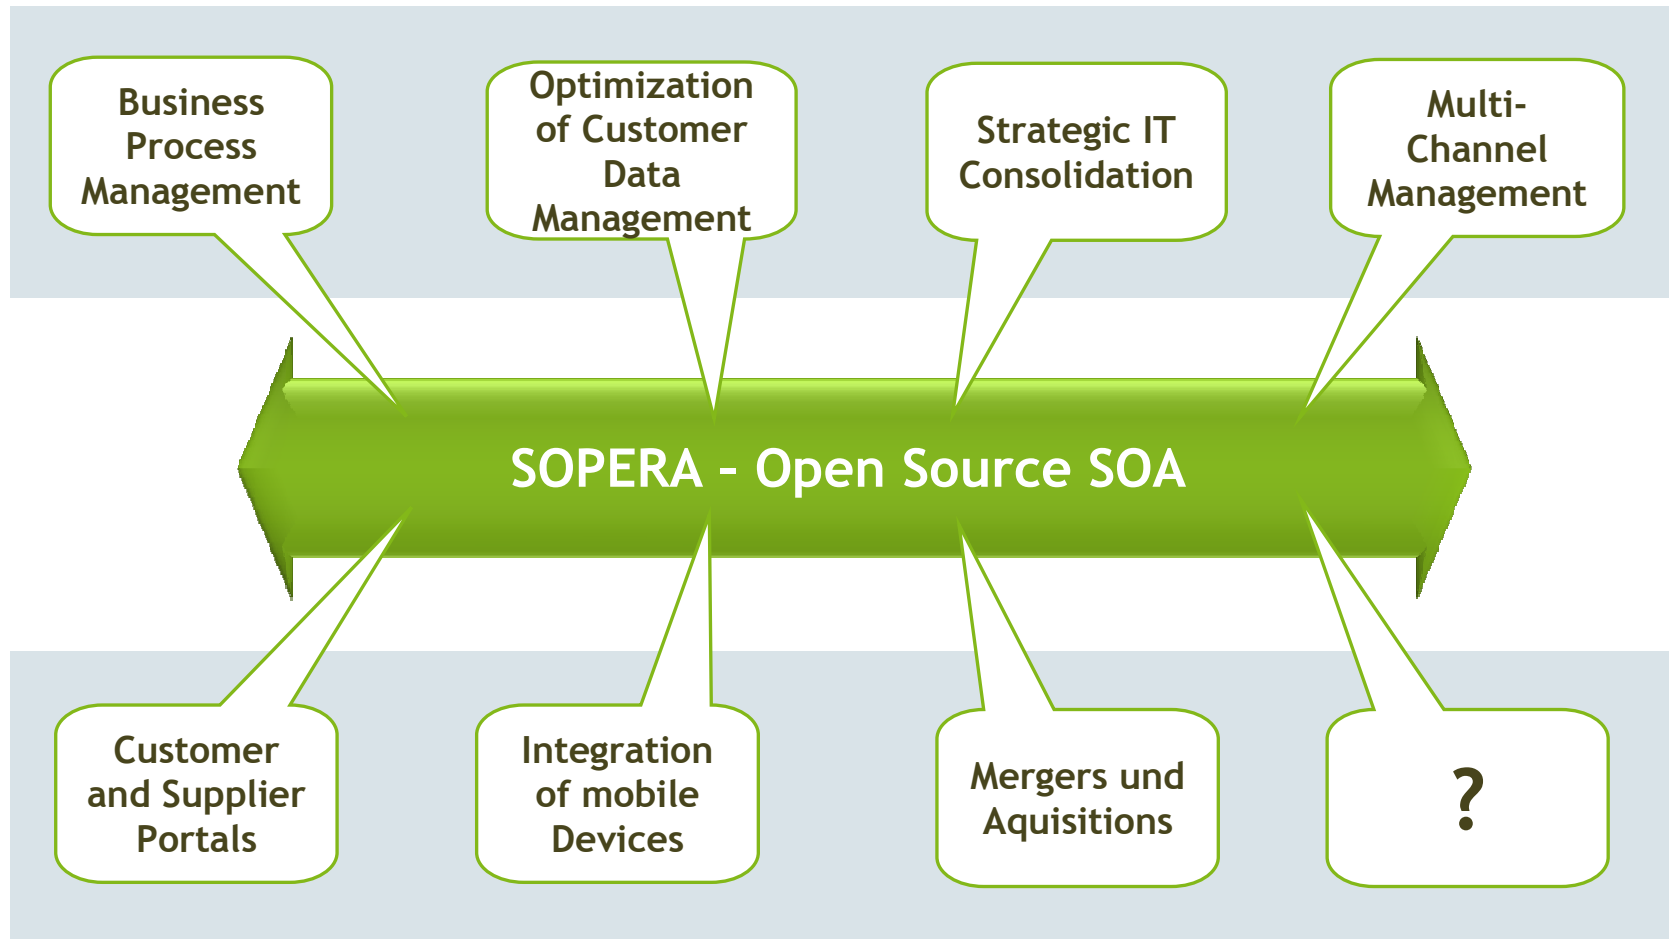 Business
Process
Management
Optimization
of Customer
Data
Management
Strategic IT
Consolidation
Multi-
Channel
Management
SOPERA – Open Source SOA
Customer
and Supplier
Portals
Integration
of mobile
Devices
Mergers und
Aquisitions
?